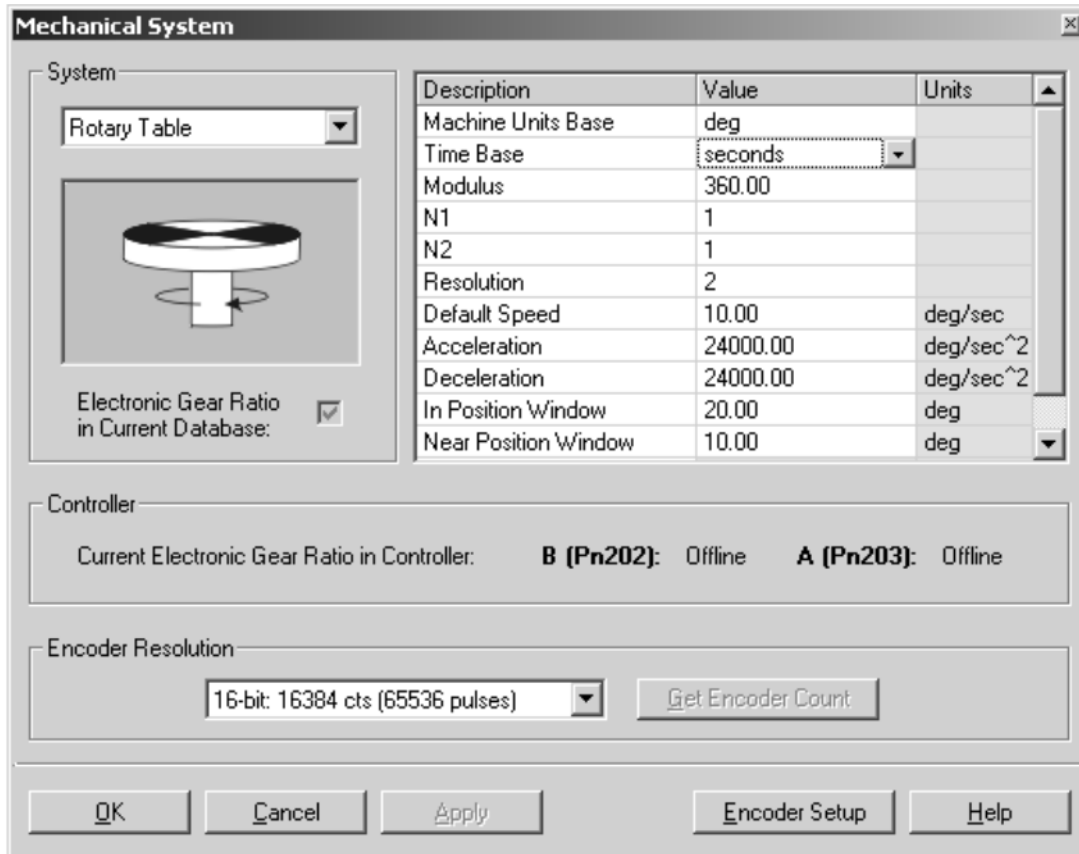 Mechanical System
System
Rotary Table
Electronic Gear Ratio
in Current Database:
Description Value Units
Machine Units Base deg
Time Base seconds
Modulus 360.00
N1 1
N2 1
Resolution 2
Default Speed 10.00 deg/sec
Acceleration 24000.00 deg/sec^2
Deceleration 24000.00 deg/sec^2
In Position Window 20.00 deg
Near Position Window 10.00 deg
Controller
Current Electronic Gear Ratio in Controller: B (Pn202): Offline A (Pn203): Offline
Encoder Resolution
16-bit: 16384 cts (65536 pulses) Get Encoder Count
OK Cancel Apply Encoder Setup Help